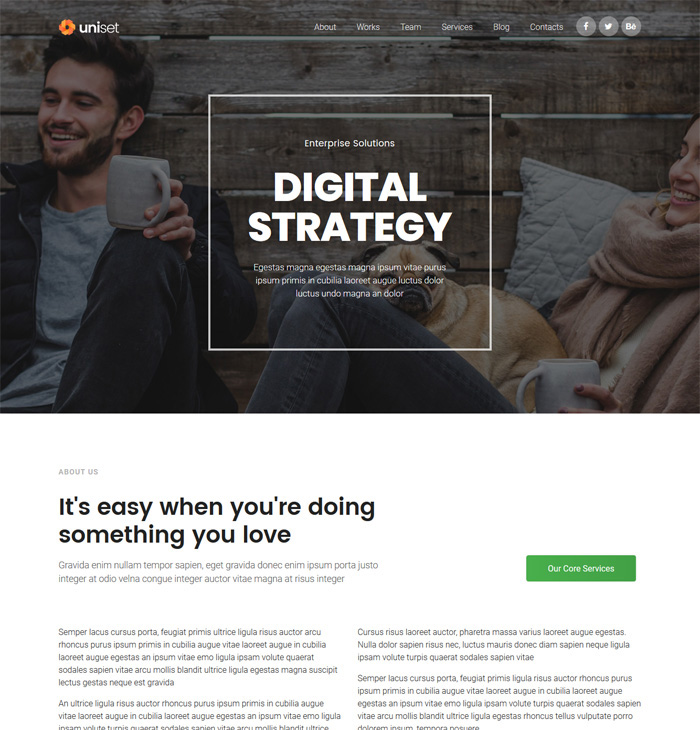 uniset
About Works Team Services Blog Contacts
Enterprise Solutions
DIGITAL
STRATEGY
Egestas magna egestas magna ipsum vitae purus
ipsum primis in cubilia laoreet augue luctus dolor
luctus undo magna an dolor
ABOUT US
It's easy when you're doing
something you love
Gravida enim nullam tempor sapien, eget gravida donec enim ipsum porta justo
integer at odio velna congue integer auctor vitae magna at risus integer
Our Core Services
Semper lacus cursus porta, feugiat primis ultrice ligula risus auctor arcu
rhoncus purus ipsum primis in cubilia augue vitae laoreet augue in cubilia
laoreet augue egestas an ipsum vitae emo ligula ipsam volute quaerat
sodales sapien vitae arcu mollis blandit ultrice ligula egestas magna suscipit
lectus gestas neque est gravida
An ultrice ligula risus auctor rhoncus purus ipsum primis in cubilia augue
vitae laoreet augue in cubilia laoreet augue egestas an ipsum vitae emo ligula
ipsam volute turpis quaerat sodales sapien vitae arcu mollis blandit ultrice
Cursus risus laoreet auctor, pharetra massa varius laoreet augue egestas.
Nulla dolor sapien risus nec, luctus mauris donec diam sapien neque ligula
ipsam volute turpis quaerat sodales sapien vitae
Semper lacus cursus porta, feugiat primis ligula risus auctor rhoncus purus
ipsum primis in cubilia augue vitae laoreet augue in cubilia laoreet augue
egestas an ipsum vitae emo ligula ipsam volute turpis quaerat sodales sapien
vitae arcu mollis blandit ultrice ligula egestas rhoncus tellus vulputate porro
dolorem ipsum, tempora posuere